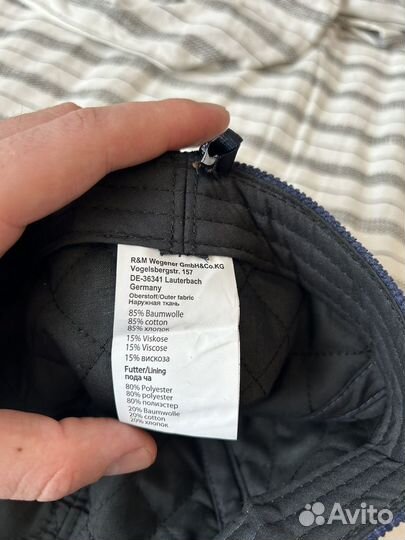 R&M Wegener GmbH&Co.KG
Vogelsbergstr. 157
DE-36341 Lauterbach
Germany
Oberstoff/Outer fabric
Наружная ткань
85% Baumwolle
85% cotton
85% хлопок
15% Viskose
15% Viscose
15% вискоза
Futter/Lining
пода ча
80% Polyester
80% Polyester
80% полиэстер
20% Baumwolle
20% cotton
20% хлопок
Avito